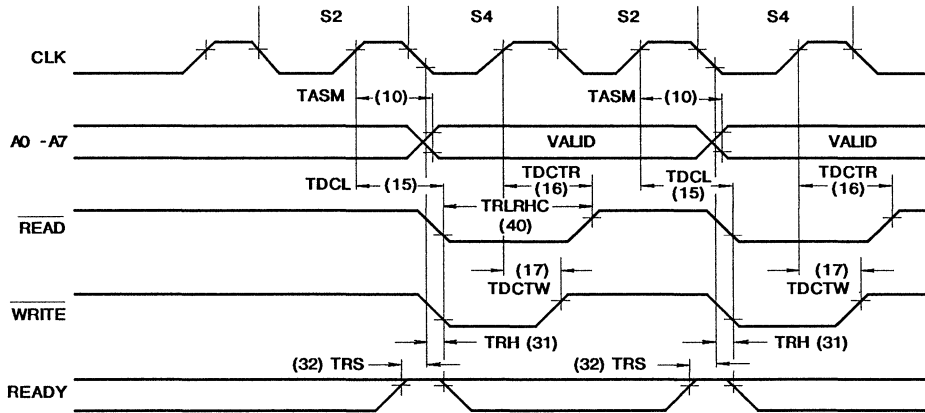 S2 S4 S2 S4
CLK
TASM (10) TASM (10)
A0 -A7 VALID VALID
TDCL (15) TDCTR (16) TDCL (15) TDCTR (16)
READ TRLRHC (40)
(17) TDCTW (17) TDCTW
WRITE
TRH (31) TRH (31)
(32) TRS (32) TRS
READY